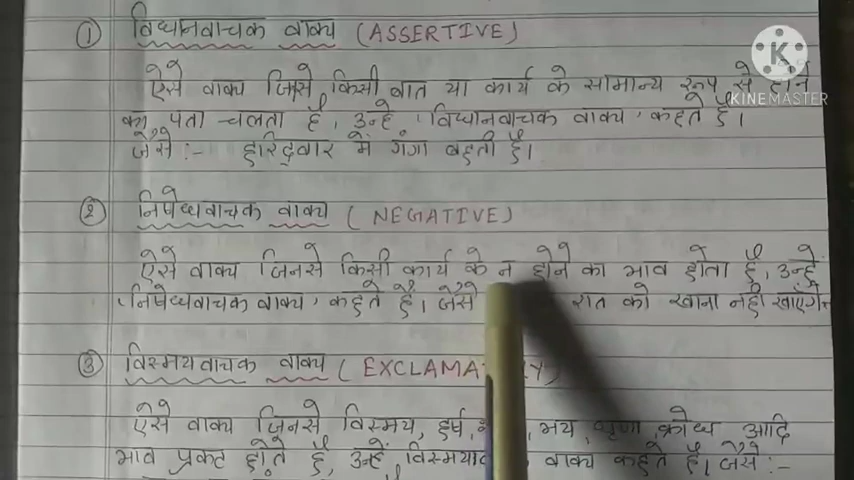 ① विधानवाचक वाक्य (ASSERTIVE)
ऐसे वाक्य जिनसे किसी बात या कार्य के सामान्य रूप से होने
का पता चलता है, उन्हे 'विधानवाचक वाक्य' कहते है।
जैसे :- हरिद्वार में गंगा बहती है।
② निषेधवाचक वाक्य (NEGATIVE)
ऐसे वाक्य जिनसे किसी कार्य के न होने का भाव होता है, उन्हे
'निषेधवाचक वाक्य' कहते है। जैसे रात को खाना नही खाएंगे
③ विस्मयवाचक वाक्य (EXCLAMA
ऐसे वाक्य जिनसे विस्मय, हर्ष, भय, घृणा, क्रोध आदि
भाव प्रकट होते है, उन्हें वाक्य कहते है। जैसे :-
KINEMASTER